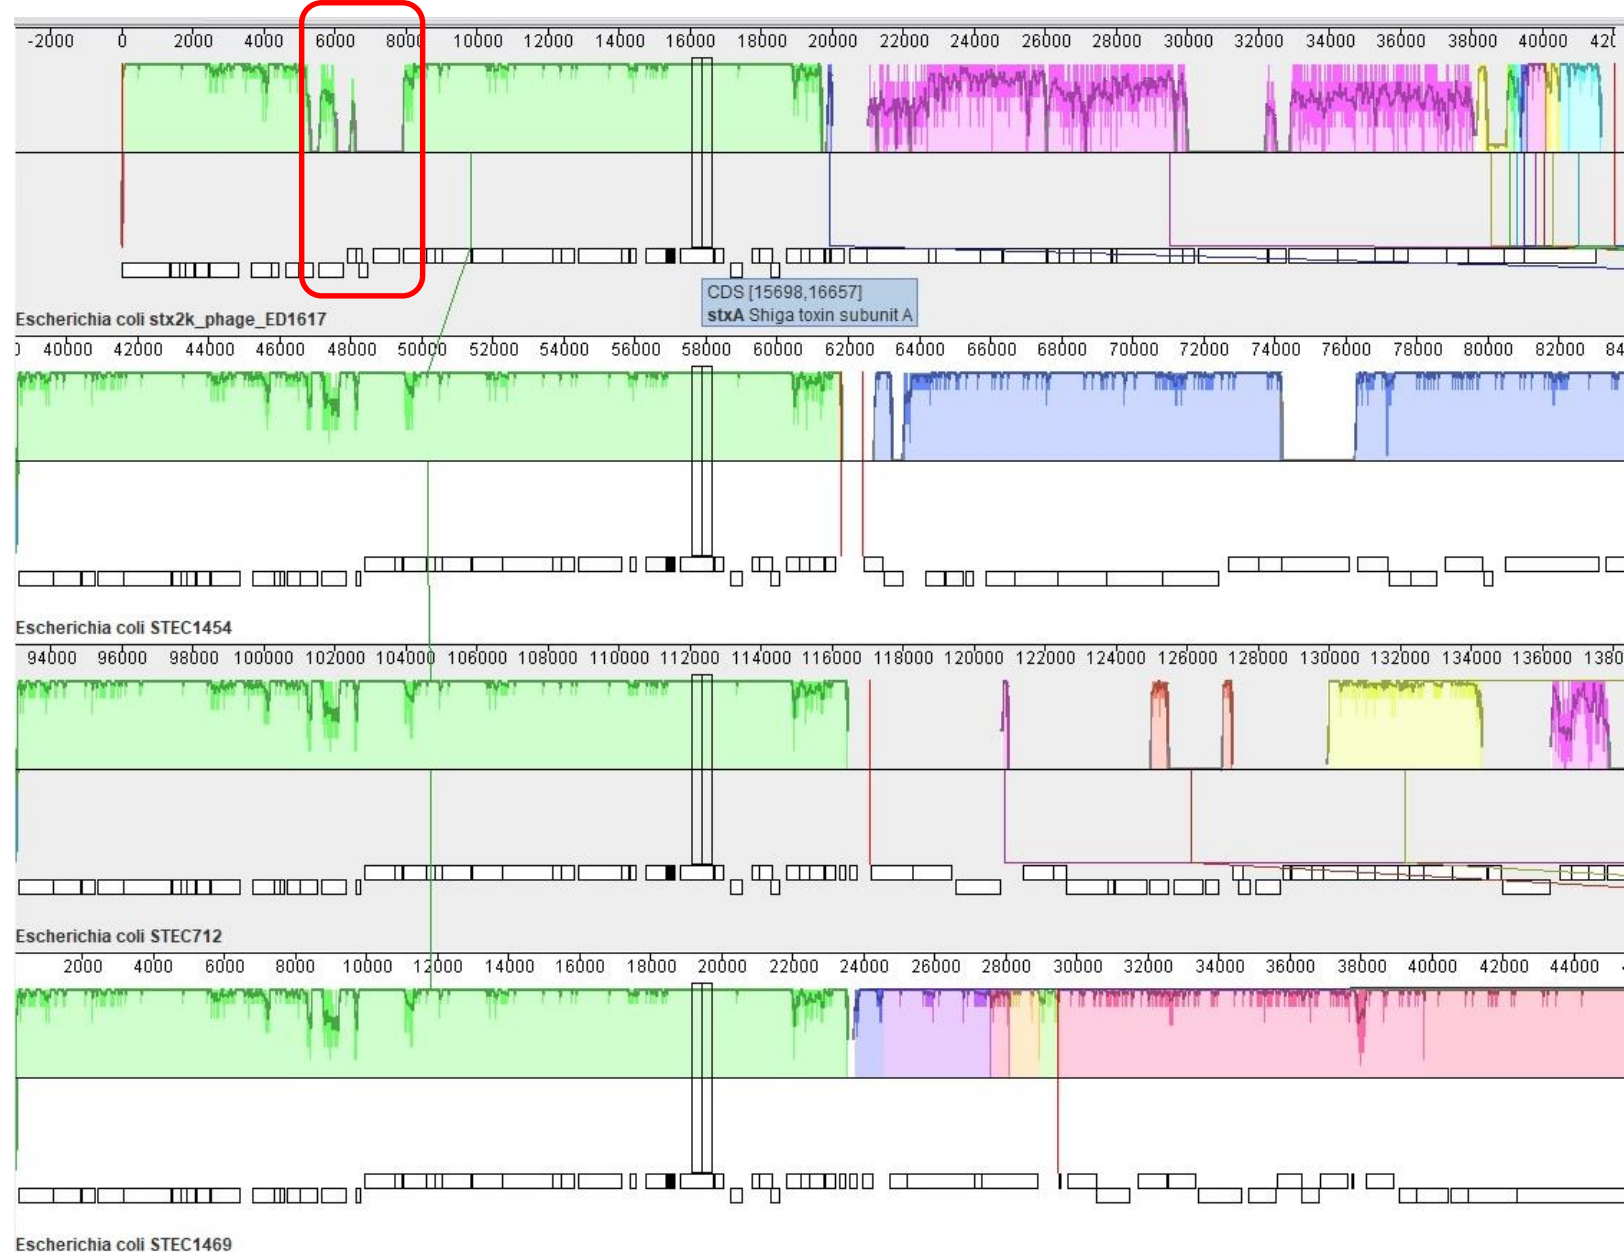 -2000 0 2000 4000 6000 8000 10000 12000 14000 16000 18000 20000 22000 24000 26000 28000 30000 32000 34000 36000 38000 40000
CDS [15698,16657]
stxA Shiga toxin subunit A
Escherichia coli stx2k_phage_ED1617
40000 42000 44000 46000 48000 50000 52000 54000 56000 58000 60000 62000 64000 66000 68000 70000 72000 74000 76000 78000 80000 82000 84
Escherichia coli STEC1454
94000 96000 98000 100000 102000 104000 106000 108000 110000 112000 114000 116000 118000 120000 122000 124000 126000 128000 130000 132000 134000 136000 1380
Escherichia coli STEC712
2000 4000 6000 8000 10000 12000 14000 16000 18000 20000 22000 24000 26000 28000 30000 32000 34000 36000 38000 40000 42000 44000
Escherichia coli STEC1469